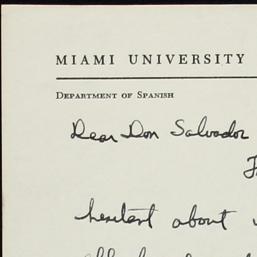 MIAMI UNIVERSITY
DEPARTMENT OF SPANISH
Dear Don Salvador
hesitant about